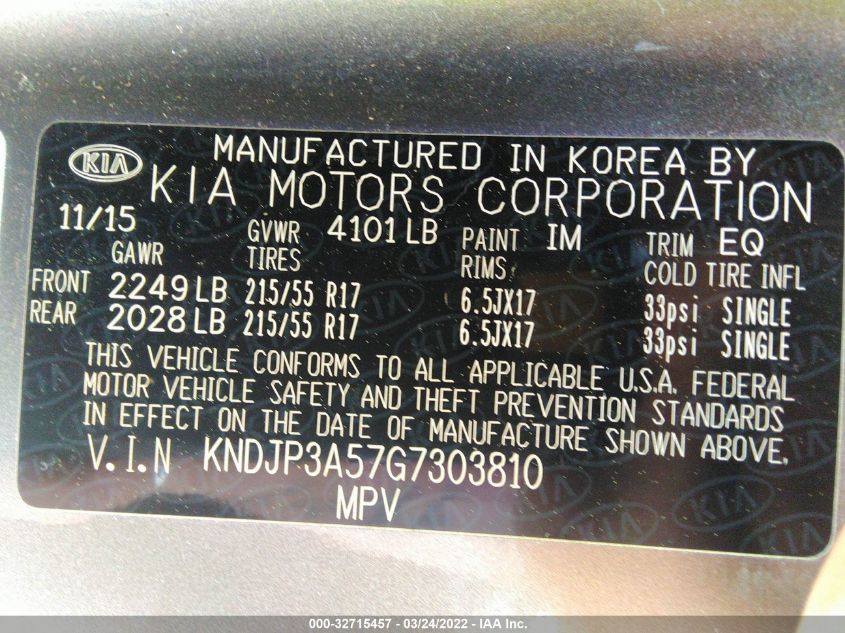 KIA MANUFACTURED IN KOREA BY
KIA MOTORS CORPORATION
11/15 GVWR 4101 LB PAINT IM TRIM EQ
GAWR TIRES RIMS COLD TIRE INFL
FRONT 2249 LB 215/55 R17 6.5JX17 33psi SINGLE
REAR 2028 LB 215/55 R17 6.5JX17 33psi SINGLE
THIS VEHICLE CONFORMS TO ALL APPLICABLE U.S.A. FEDERAL
MOTOR VEHICLE SAFETY AND THEFT PREVENTION STANDARDS
IN EFFECT ON THE DATE OF MANUFACTURE SHOWN ABOVE.
V.I.N KNDJP3A57G7303810
MPV
000-32715457 - 03/24/2022 - IAA Inc.